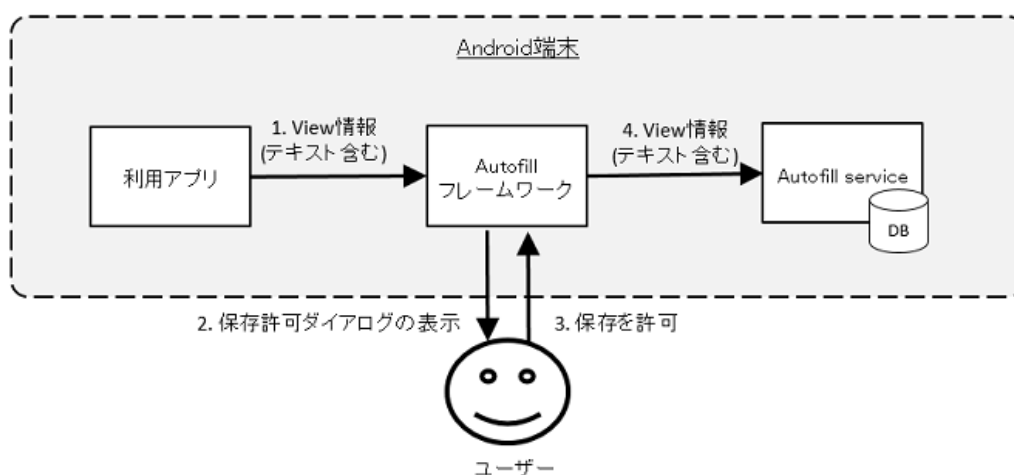 Android端末
1. View情報
(テキスト含む)
4. View情報
(テキスト含む)
利用アプリ
Autofill
フレームワーク
Autofill service
DB
2. 保存許可ダイアログの表示
3. 保存を許可
ユーザー